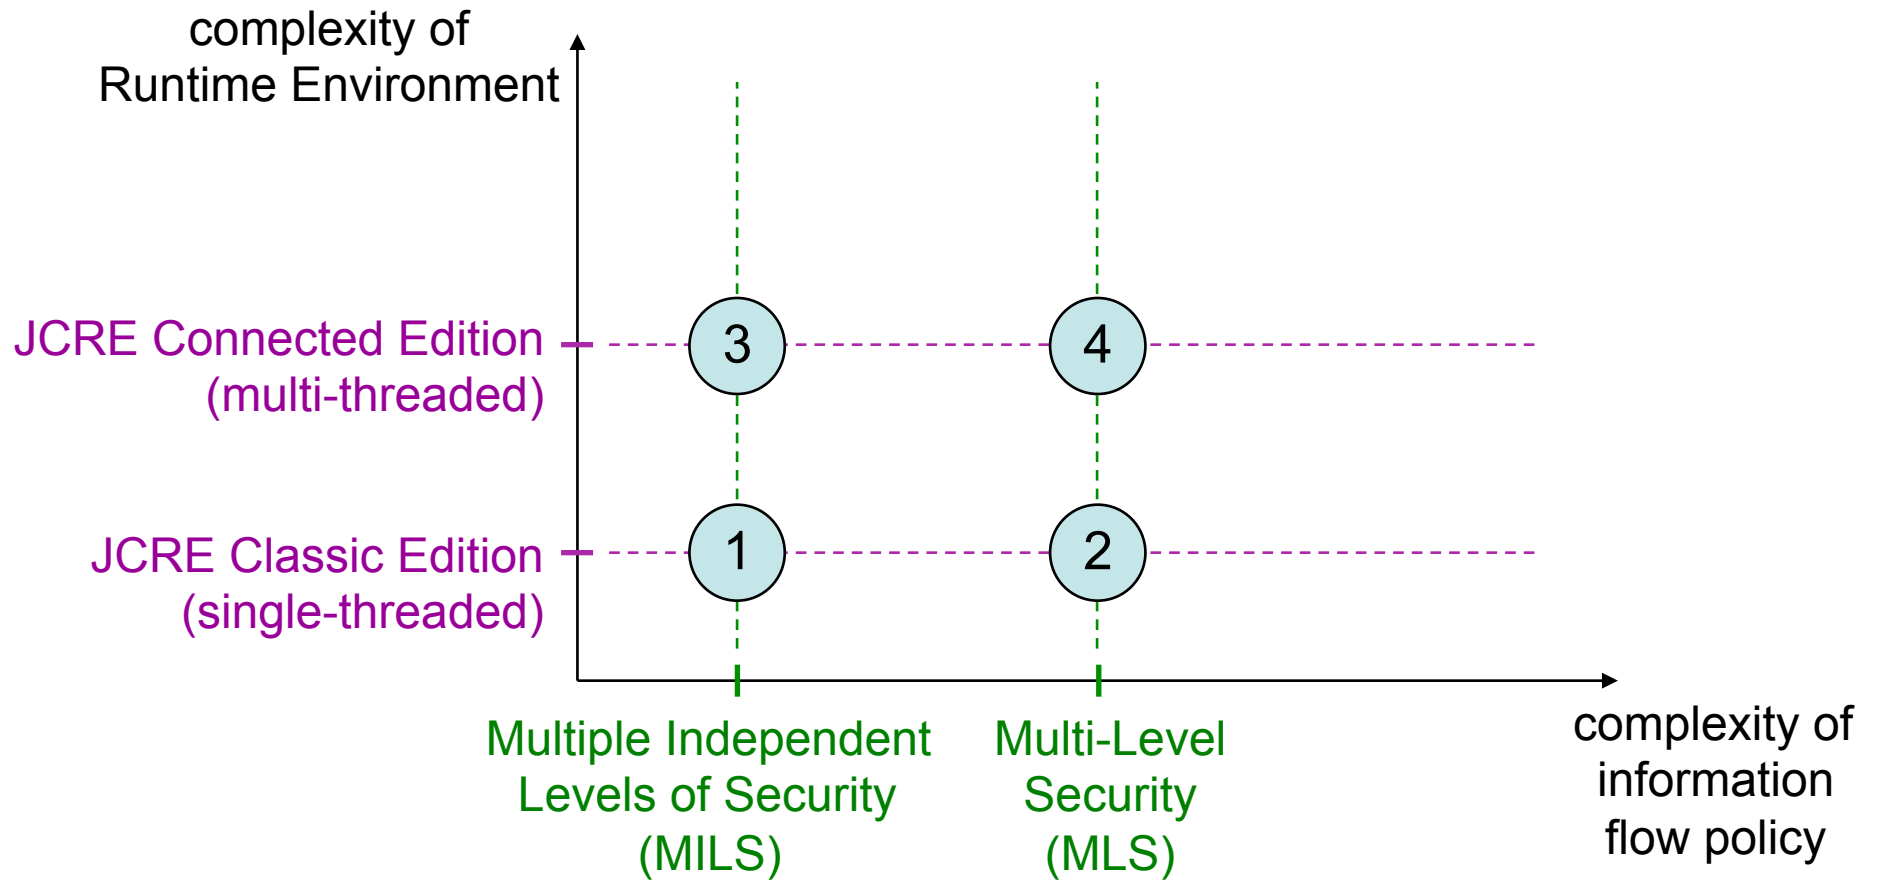 complexity of
Runtime Environment
JCRE Connected Edition
(multi-threaded)
3
4
JCRE Classic Edition
(single-threaded)
1
2
Multiple Independent
Levels of Security
(MILS)
Multi-Level
Security
(MLS)
complexity of
information
flow policy